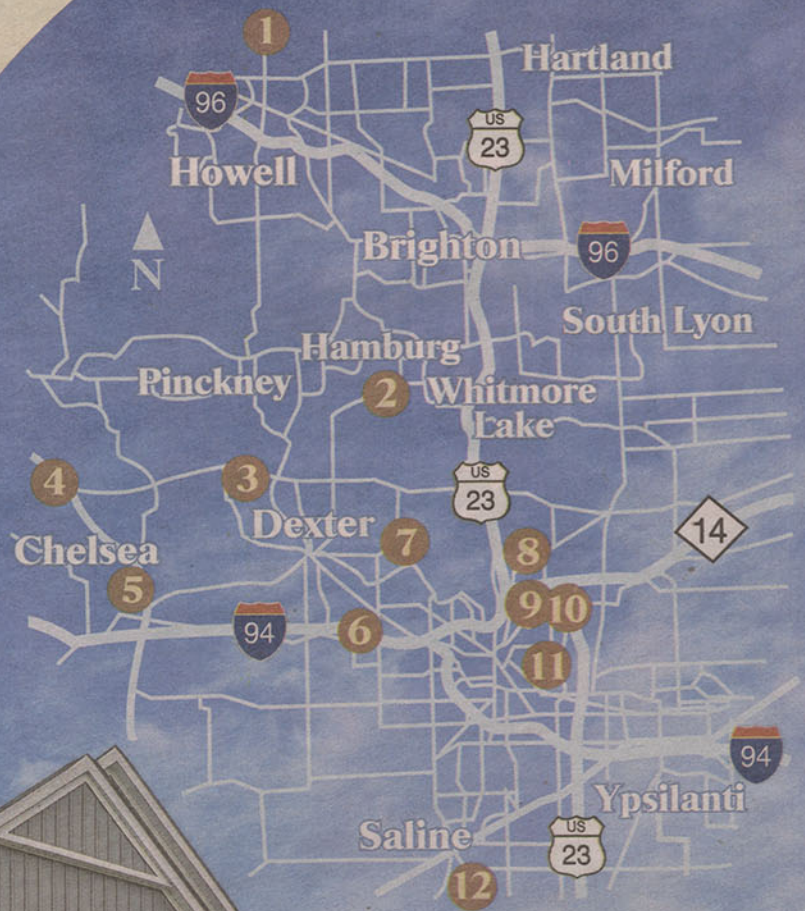 1
Hartland
96
US
23
Howell
Milford
Brighton
96
N
South Lyon
Hamburg
Pinckney
2
Whitmore
Lake
4
3
US
23
Dexter
14
7
8
Chelsea
5
9
10
6
94
11
94
Ypsilanti
Saline
US
23
12